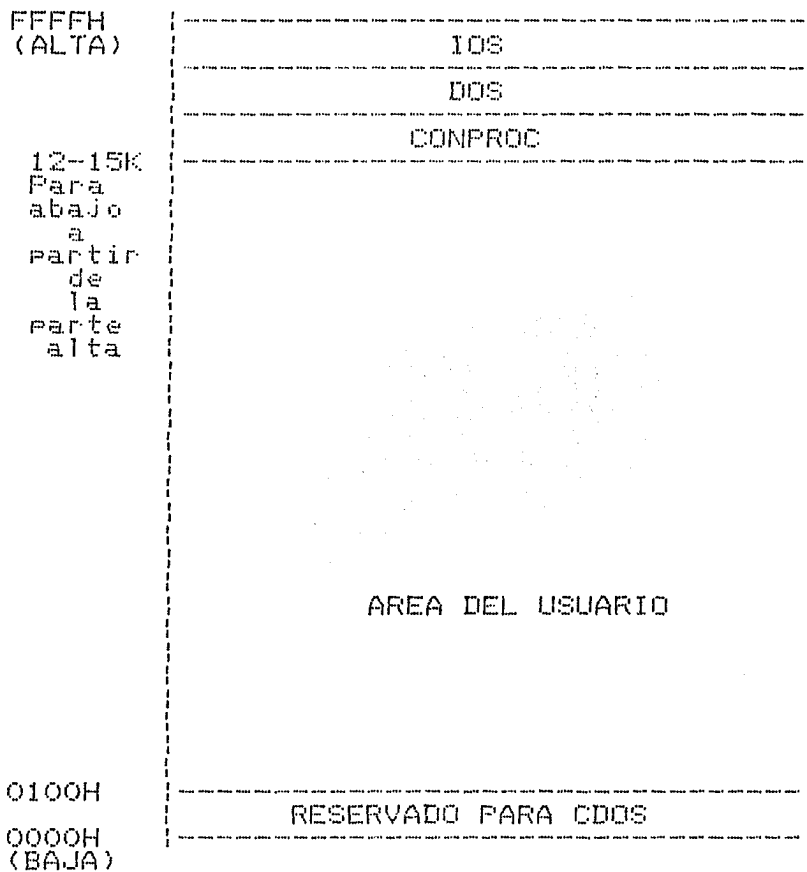 FFFFH
(ALTA)
IOS
DOS
CONPROC
12-15K
Para
abajo
a
partir
de
la
parte
alta
AREA DEL USUARIO
0100H
RESERVADO PARA CDOS
0000H
(BAJA)